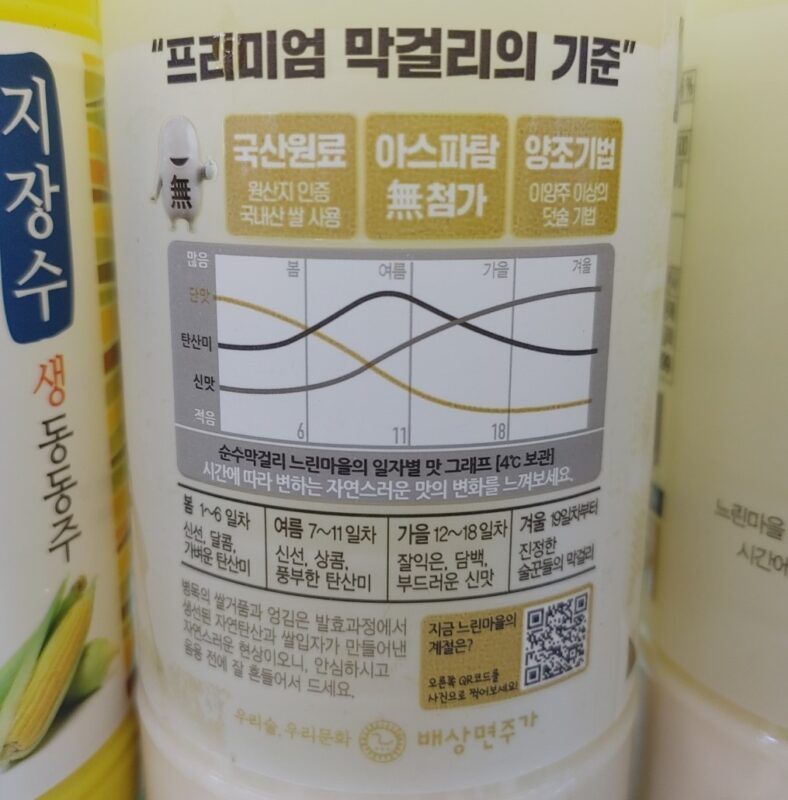 지장수
생동동주
"프리미엄 막걸리의 기준"
無
국산원료
원산지 인증
국내산 쌀 사용
아스파탐
無첨가
양조기법
이양주 이상의
덧술 기법
많음
봄
여름
가을
겨울
단맛
탄산미
신맛
적음
6
11
18
순수막걸리 느린마을의 일자별 맛 그래프 [4℃ 보관]
시간에 따라 변하는 자연스러운 맛의 변화를 느껴보세요.
봄 1~6 일차
신선, 달콤,
가벼운 탄산미
여름 7~11 일차
신선, 상콤,
풍부한 탄산미
가을 12~18일차
잘익은, 담백,
부드러운 신맛
겨울 19일차부터
진정한
술꾼들의 막걸리
병목의 쌀거품과 엉김은 발효과정에서
생선된 자연탄산과 쌀입자가 만들어낸
자연스러운 현상이오니, 안심하시고
음용 전에 잘 흔들어서 드세요.
지금 느린마을의
계절은?
오른쪽 QR코드를
사진으로 찍어보세요!
우리술, 우리문화
배상면주가
느린마을
시간에